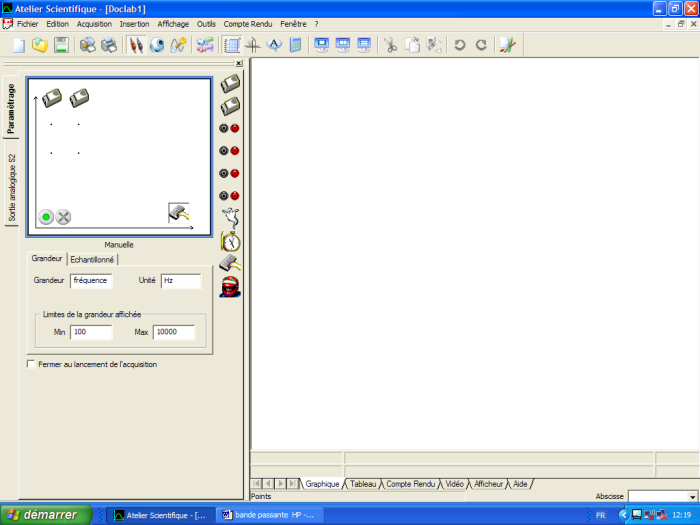 Atelier Scientifique - [Doclab1]
Fichier Edition Acquisition Insertion Affichage Outils Compte Rendu Fenêtre ?
Paramétrage
Sortie analogique S2
Manuelle
Grandeur Echantillonné
Grandeur fréquence Unité Hz
Limites de la grandeur affichée
Min 100 Max 10000
Fermer au lancement de l'acquisition
Graphique Tableau Compte Rendu Vidéo Afficheur Aide
Points Abscisse
démarrer Atelier Scientifique - [... bande passante HP -... FR 12:19